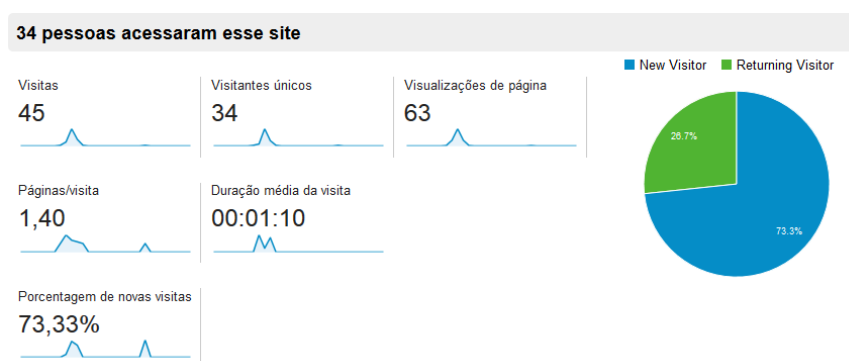 34 pessoas acessaram esse site
New Visitor Returning Visitor
Visitas Visitantes únicos Visualizações de página
45 34 63
26.7%
73.3%
Páginas/visita Duração média da visita
1,40 00:01:10
Porcentagem de novas visitas
73,33%